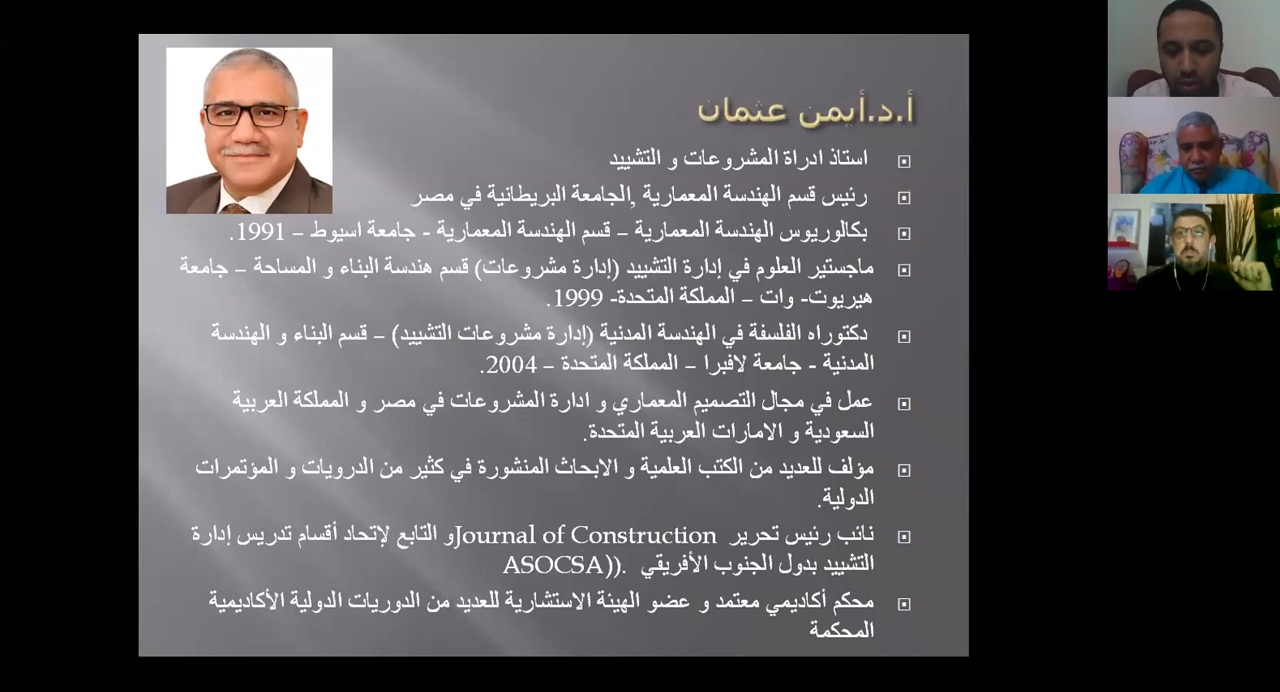 أ.د.أيمن عثمان
استاذ ادراة المشروعات و التشييد
رئيس قسم الهندسة المعمارية ,الجامعة البريطانية في مصر
بكالوريوس الهندسة المعمارية – قسم الهندسة المعمارية - جامعة اسيوط – 1991.
ماجستير العلوم في إدارة التشييد (إدارة مشروعات) قسم هندسة البناء و المساحة – جامعة
هيريوت- وات – المملكة المتحدة- 1999.
دكتوراه الفلسفة في الهندسة المدنية (إدارة مشروعات التشييد) – قسم البناء و الهندسة
المدنية - جامعة لافبرا – المملكة المتحدة – 2004.
عمل في مجال التصميم المعماري و ادارة المشروعات في مصر و المملكة العربية
السعودية و الامارات العربية المتحدة.
مؤلف للعديد من الكتب العلمية و الابحاث المنشورة في كثير من الدرويات و المؤتمرات
الدولية.
نائب رئيس تحرير Journal of Constructionو التابع لإتحاد أقسام تدريس إدارة
التشييد بدول الجنوب الأفريقي .((ASOCSA
محكم أكاديمي معتمد و عضو الهيئة الاستشارية للعديد من الدوريات الدولية الأكاديمية
المحكمة